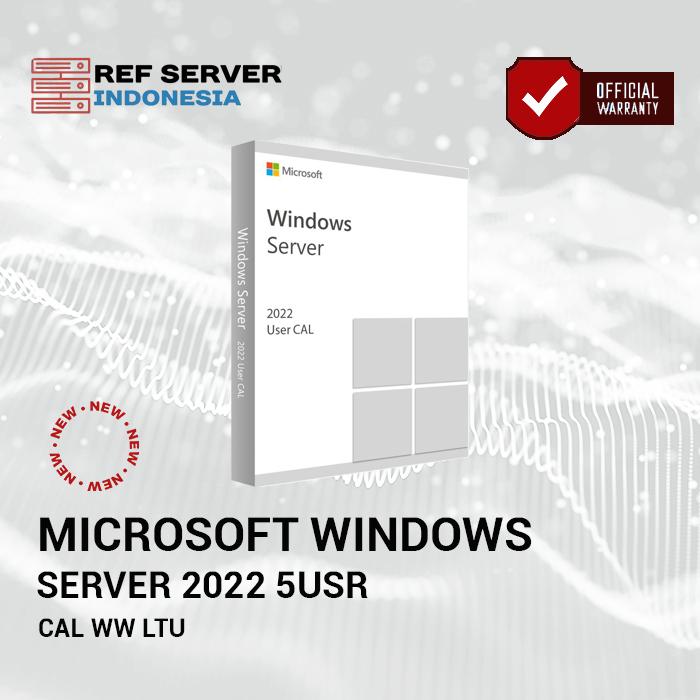 REF SERVER
INDONESIA
OFFICIAL
WARRANTY
Microsoft
Windows
Server
2022
User CAL
Windows Server 2022 User CAL
NEW • NEW • NEW • NEW • NEW • NEW •
MICROSOFT WINDOWS
SERVER 2022 5USR
CAL WW LTU